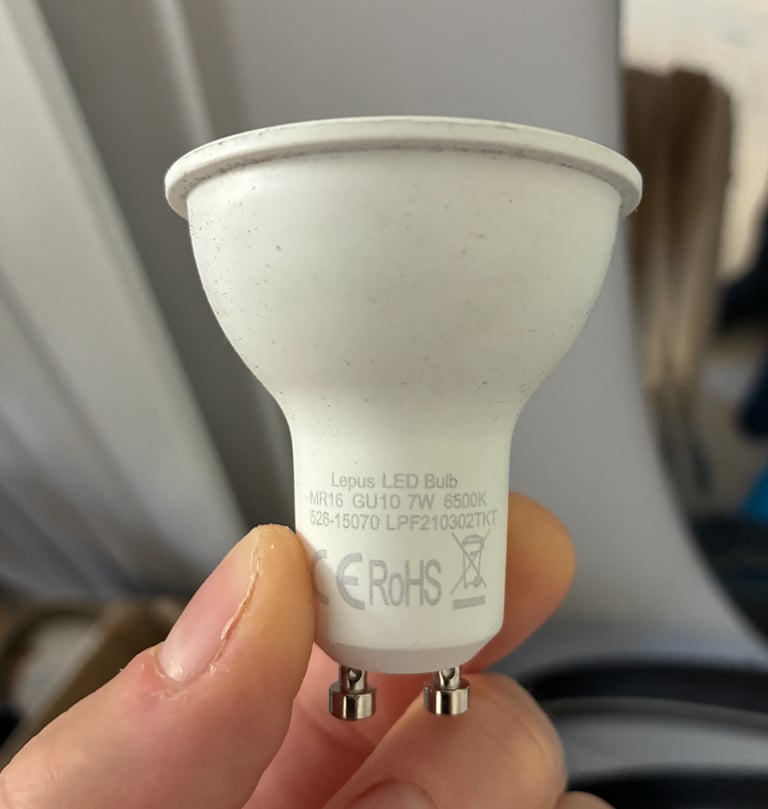 Lepus LED Bulb
MR16 GU10 7W 6500K
526-15070 LPF210302TKT
CE RoHS